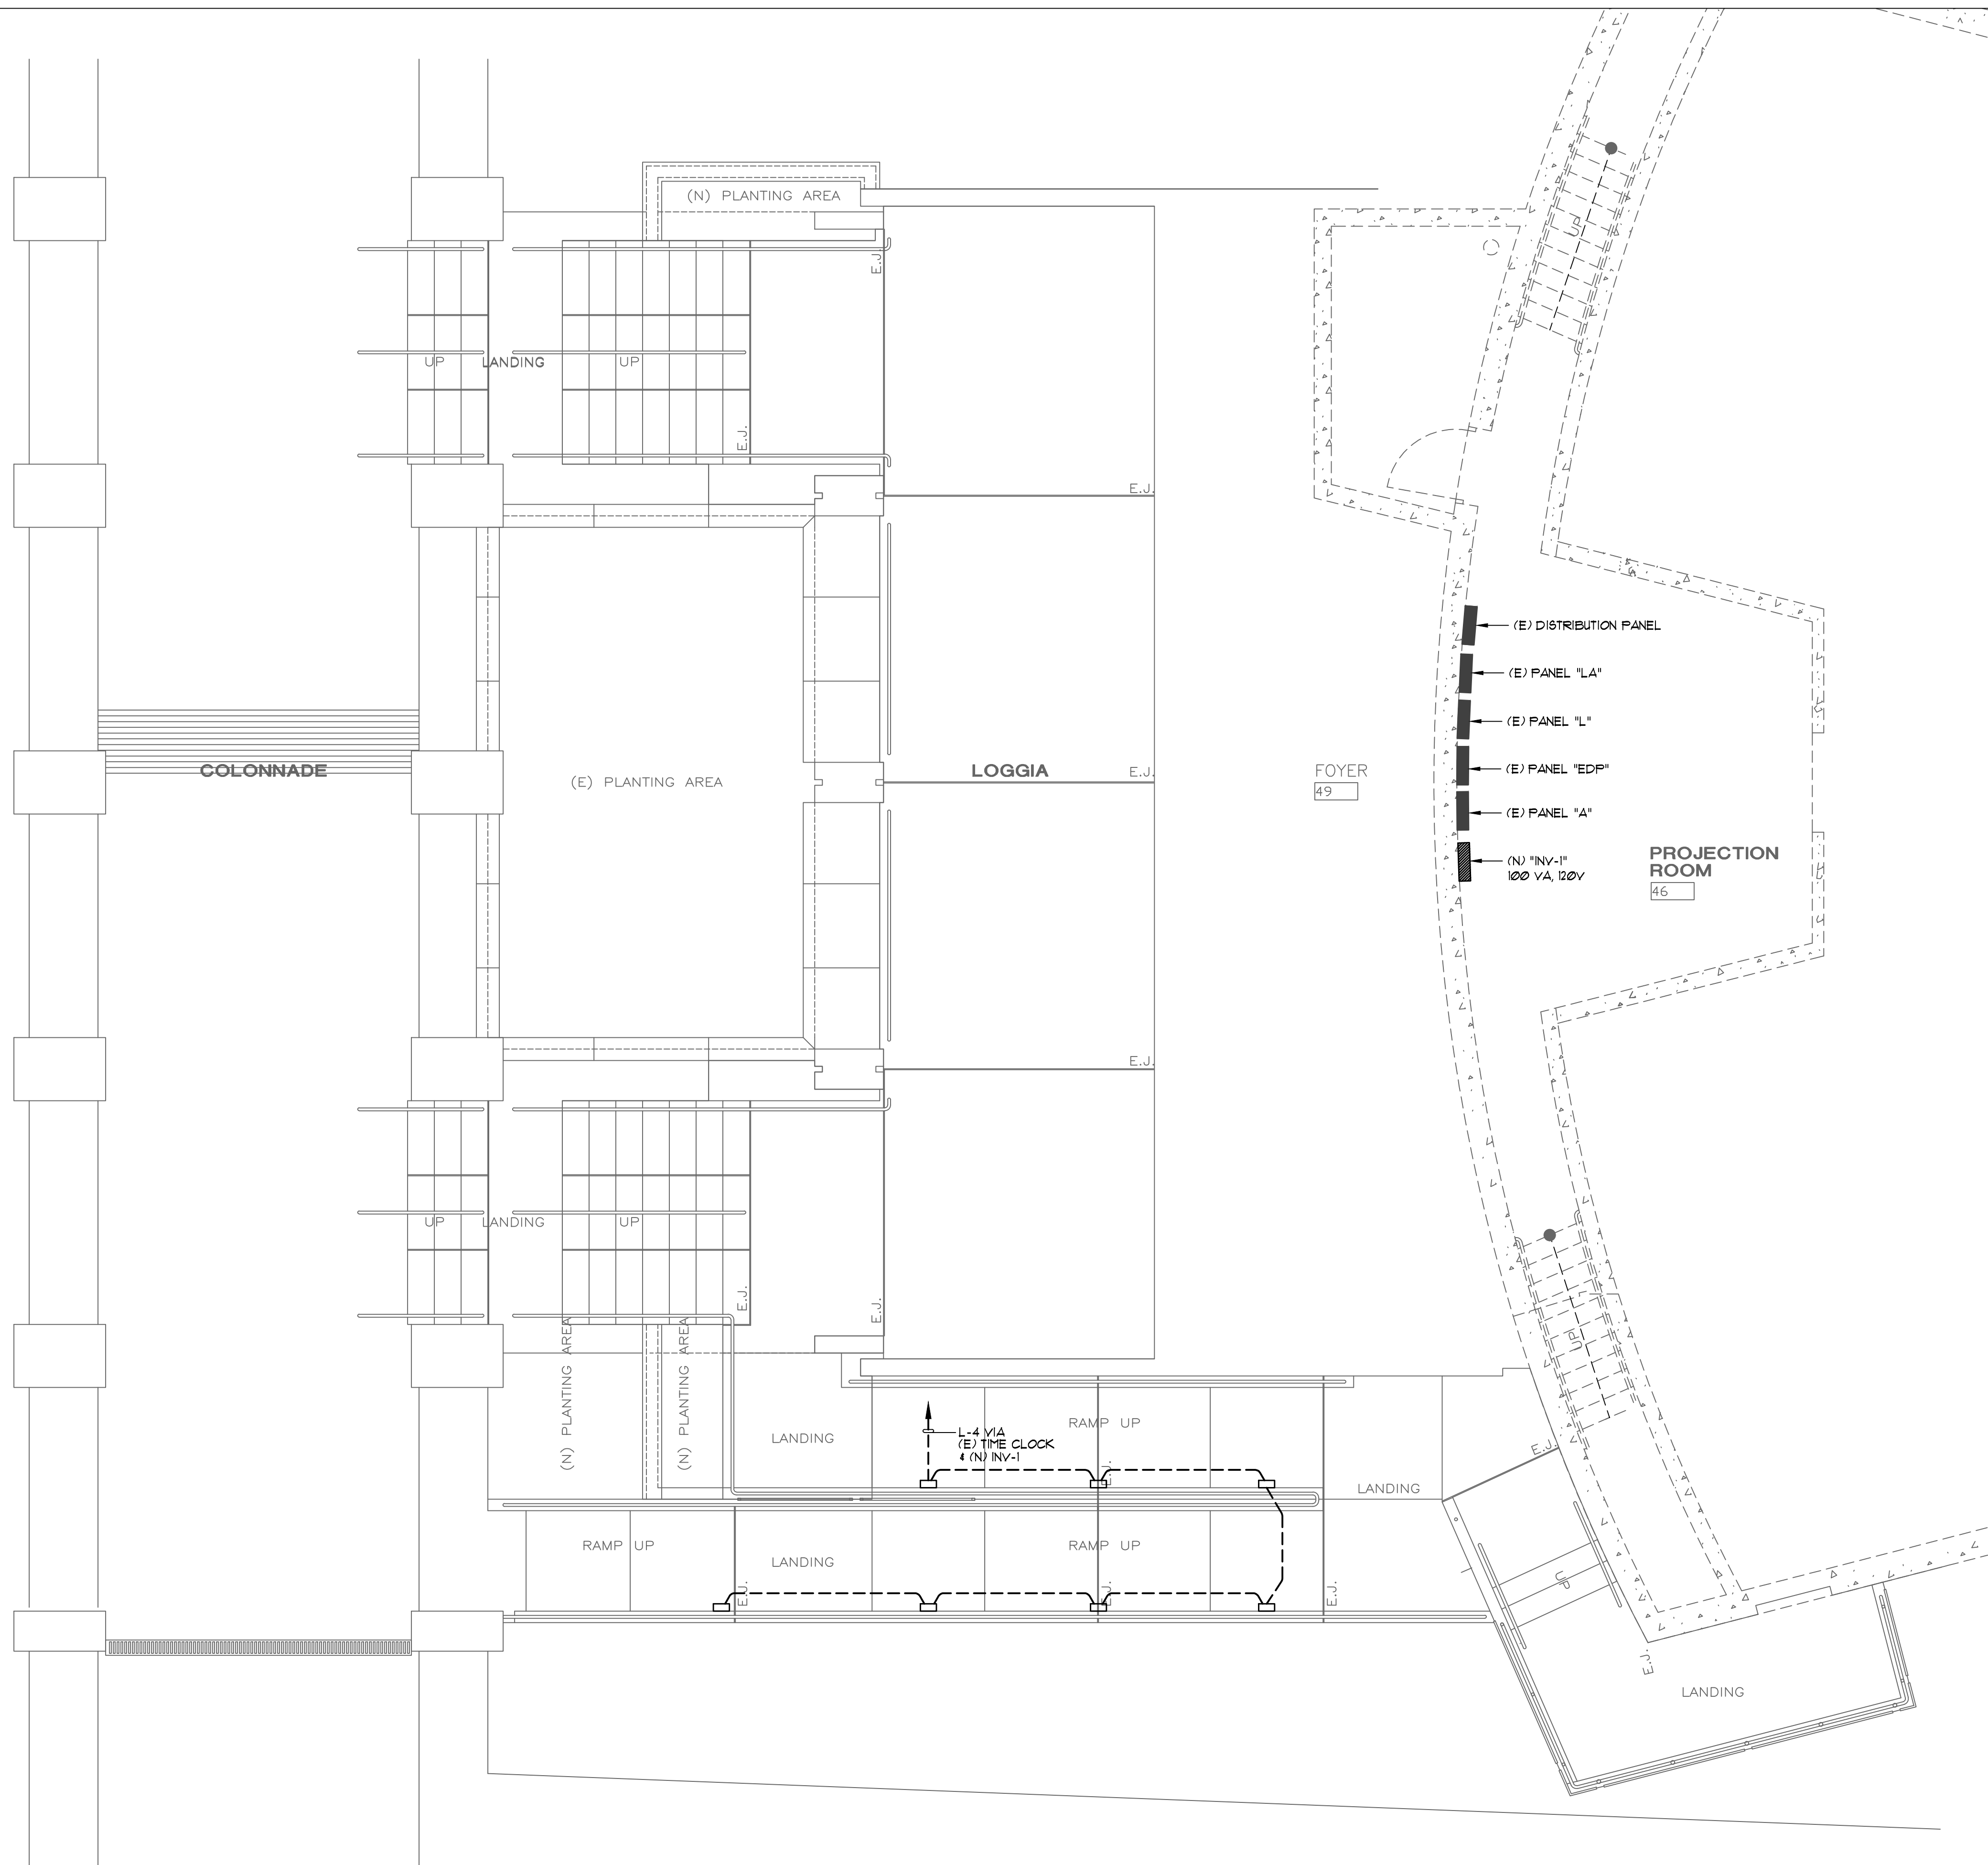 (N) PLANTING AREA
UP
E.J.
UP
LANDING
UP
E.J.
E.J.
(E) DISTRIBUTION PANEL
(E) PANEL "LA"
(E) PANEL "L"
COLONNADE
(E) PLANTING AREA
LOGGIA
E.J.
FOYER
49
(E) PANEL "EDP"
(E) PANEL "A"
(N) "INV-1"
100 VA, 120V
PROJECTION
ROOM
46
E.J.
UP
LANDING
UP
E.J.
E.J.
UP
(N) PLANTING AREA
(N) PLANTING AREA
LANDING
L-4 VIA
(E) TIME CLOCK
& (N) INV-1
RAMP UP
E.J.
E.J.
LANDING
RAMP UP
LANDING
RAMP UP
UP
E.J.
E.J.
E.J.
E.J.
LANDING